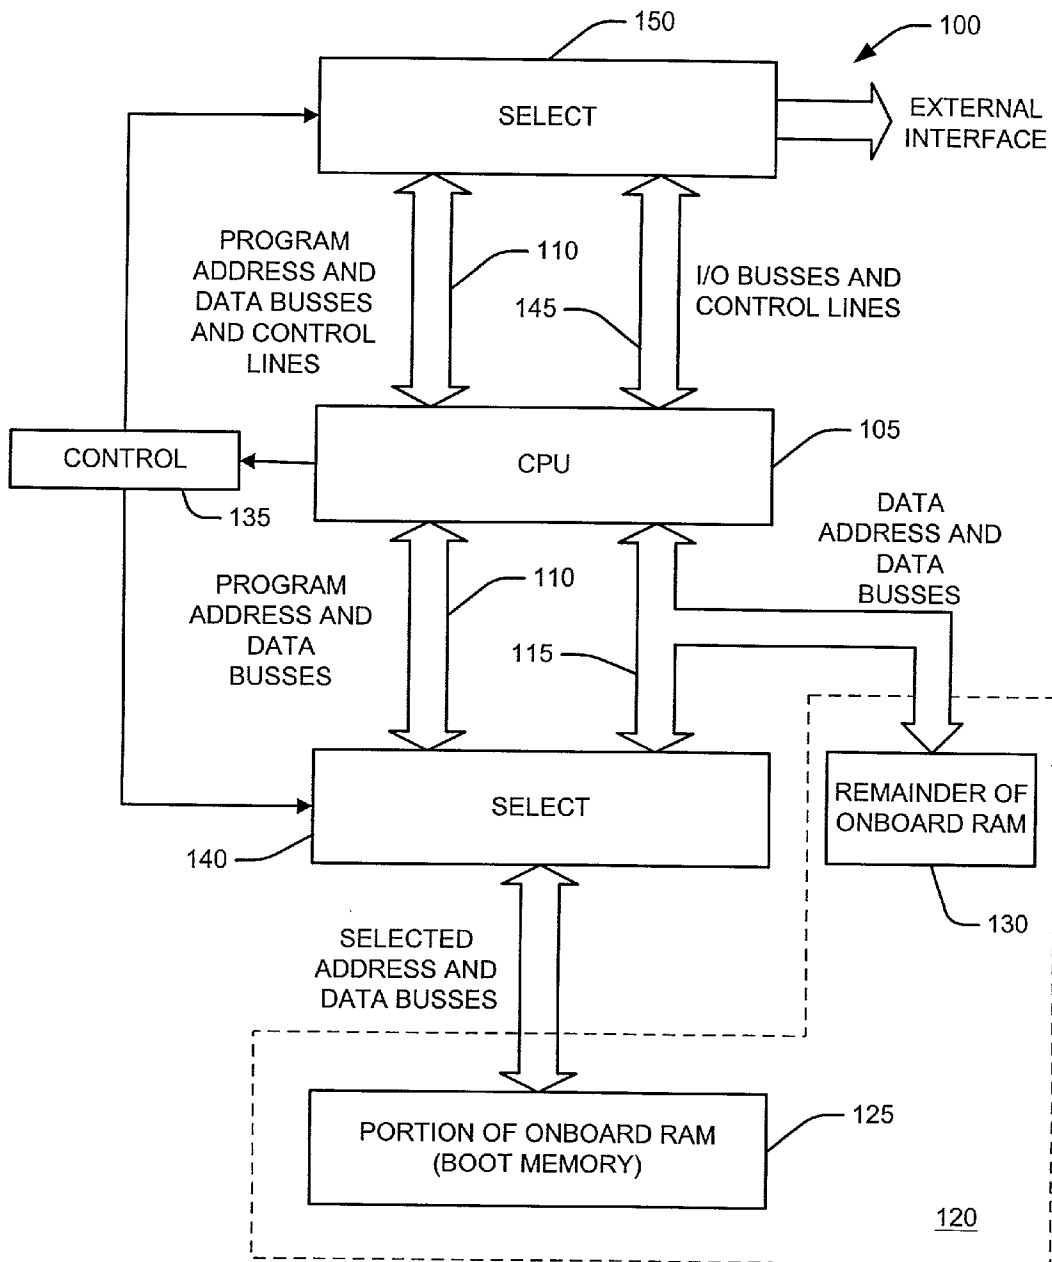 150
100
SELECT
EXTERNAL
INTERFACE
PROGRAM
ADDRESS AND
DATA BUSSES
AND CONTROL
LINES
110
145
I/O BUSSES AND
CONTROL LINES
CONTROL
135
CPU
105
DATA
ADDRESS AND
DATA
BUSSES
PROGRAM
ADDRESS AND
DATA
BUSSES
110
115
SELECT
140
REMAINDER OF
ONBOARD RAM
130
SELECTED
ADDRESS AND
DATA BUSSES
PORTION OF ONBOARD RAM
(BOOT MEMORY)
125
120